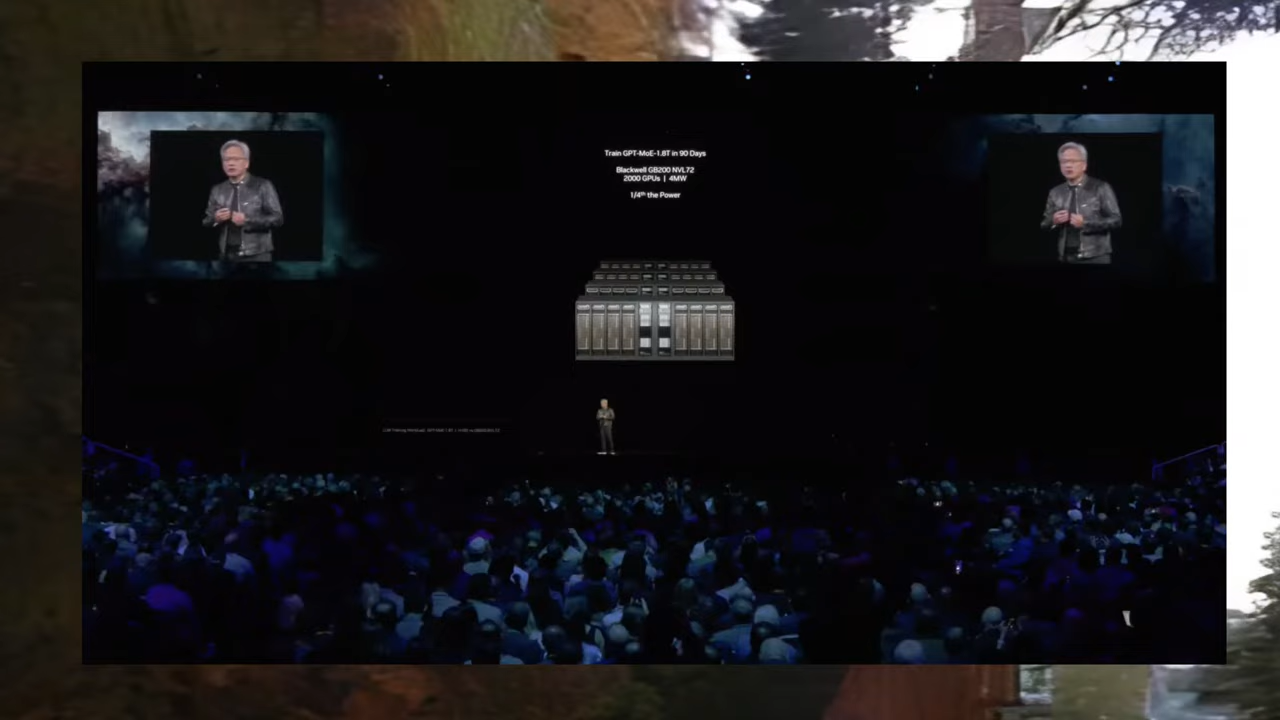 Train GPT-MoE-1.8T in 90 Days
Blackwell GB200 NVL72
2000 GPUs | 4MW
1/4th the Power